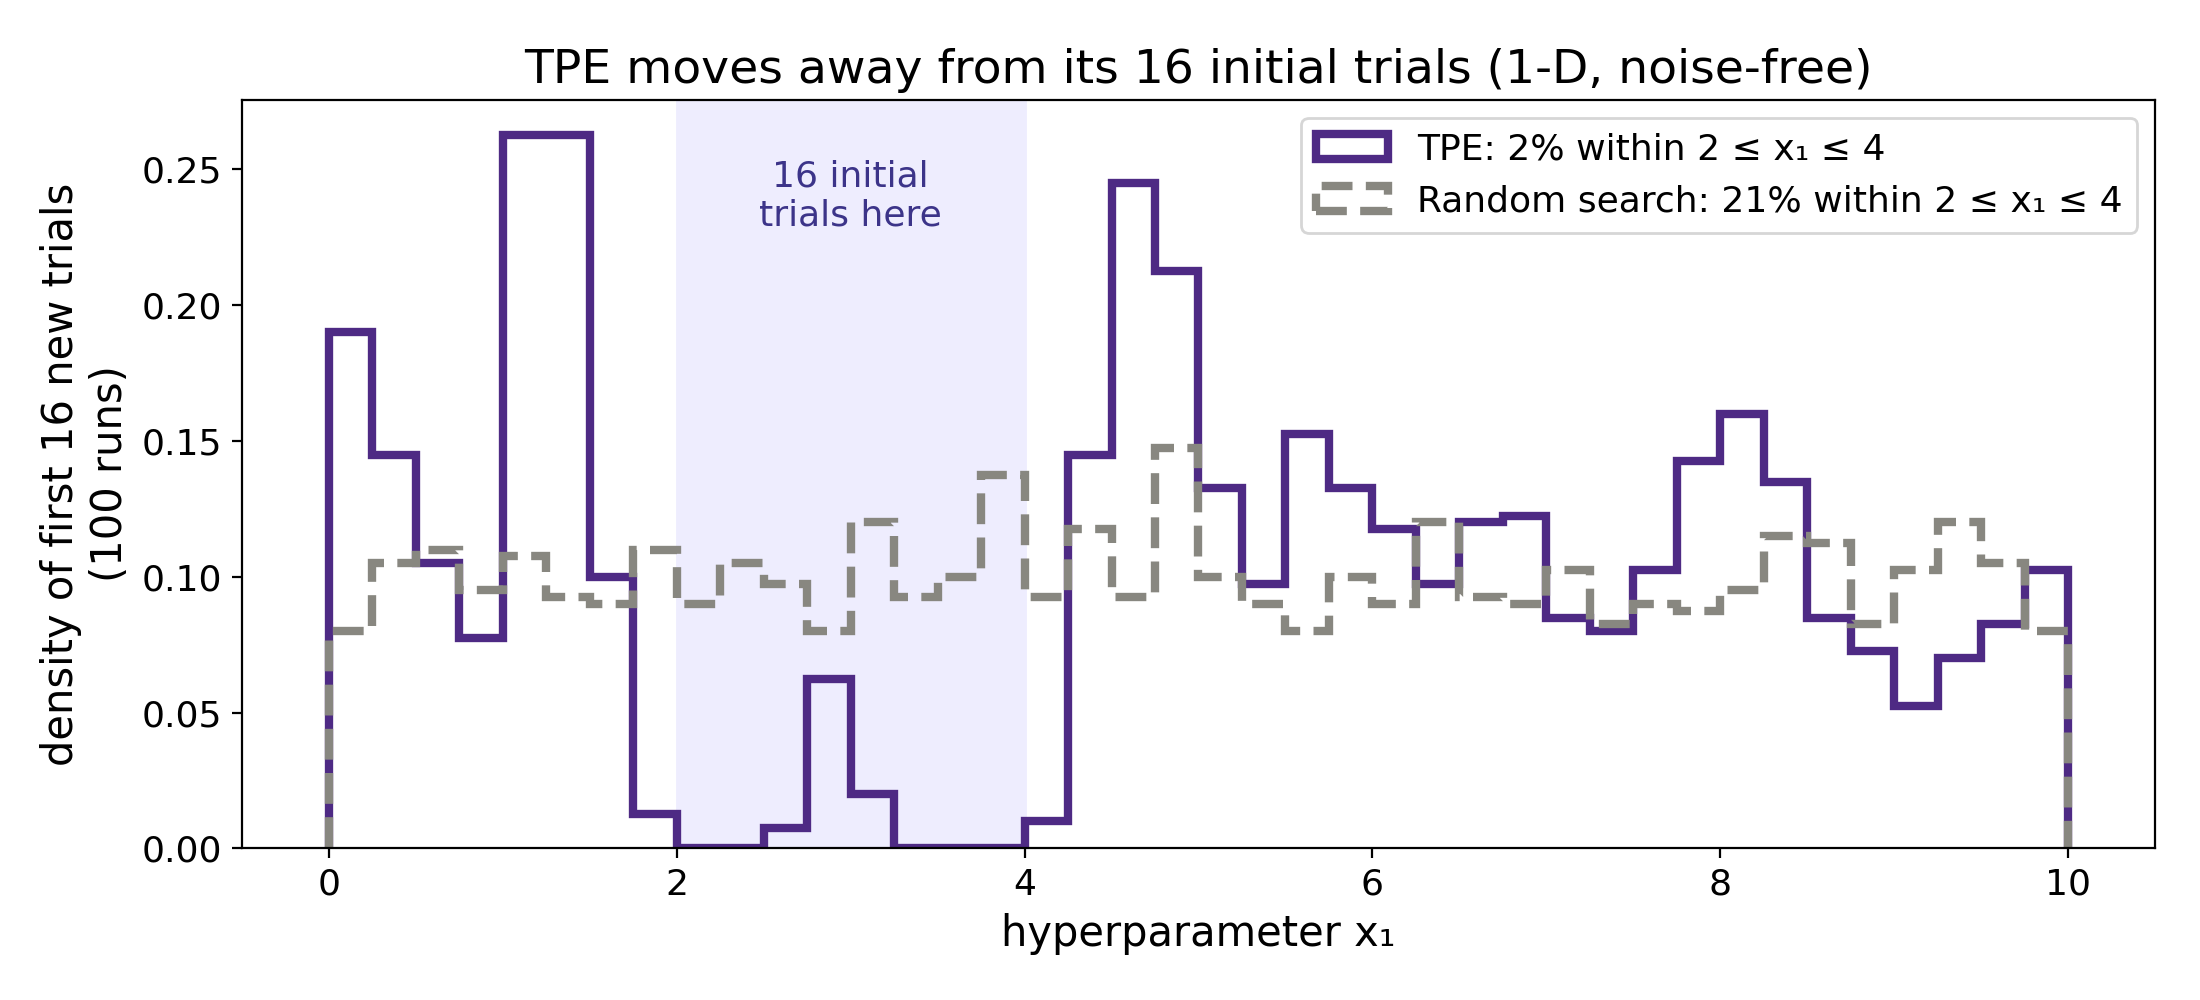 TPE moves away from its 16 initial trials (1-D, noise-free)
density of first 16 new trials
(100 runs)
0.25
0.20
0.15
0.10
0.05
0.00
16 initial
trials here
TPE: 2% within 2 ≤ x₁ ≤ 4
Random search: 21% within 2 ≤ x₁ ≤ 4
0 2 4 6 8 10
hyperparameter x₁